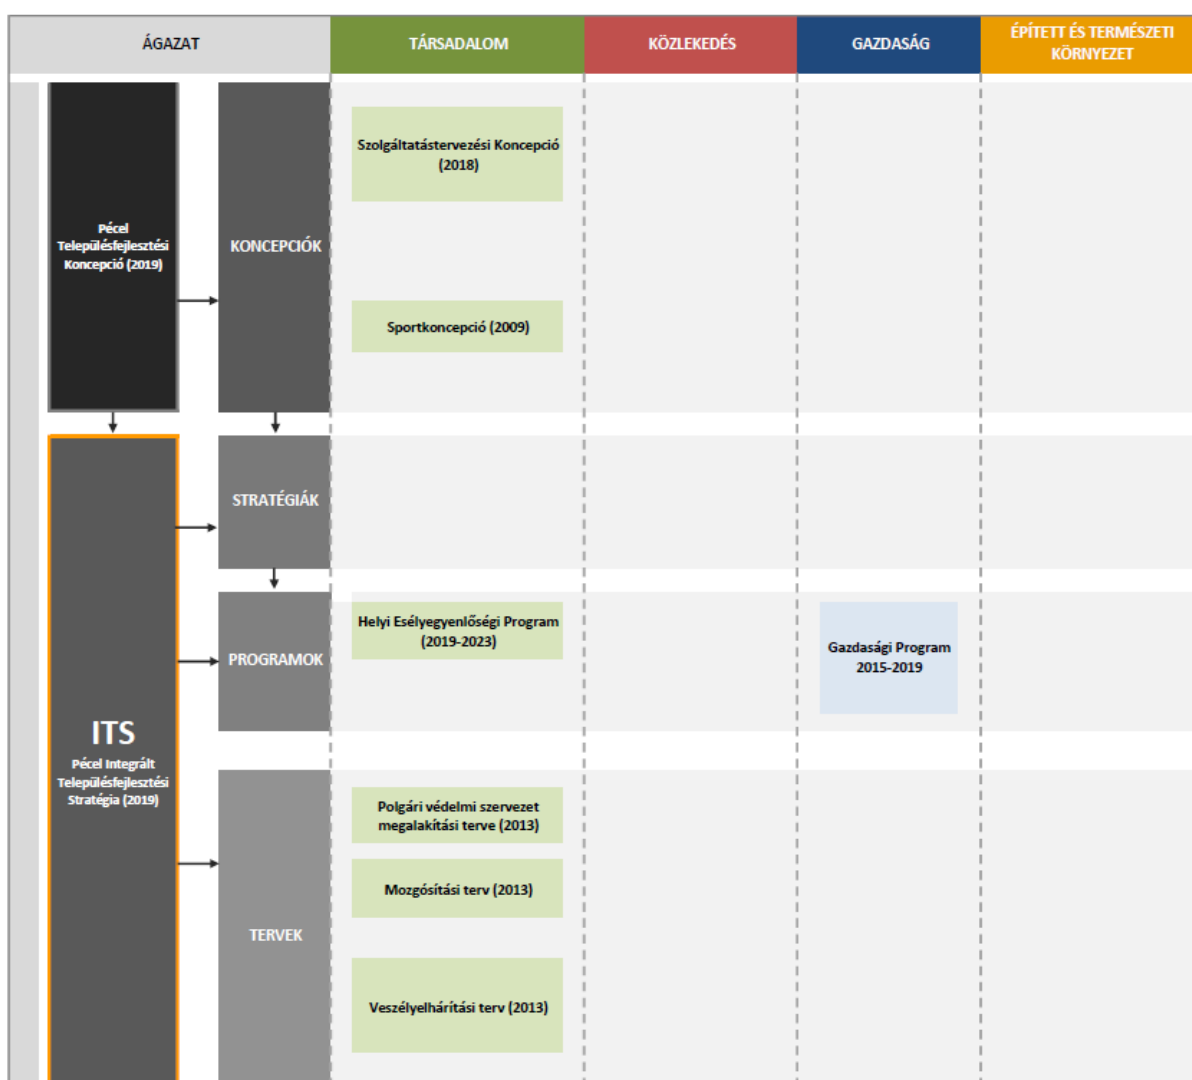 ÁGAZAT
TÁRSADALOM
KÖZLEKEDÉS
GAZDASÁG
ÉPÍTETT ÉS TERMÉSZETI
KÖRNYEZET
Pécel
Településfejlesztési
Koncepció (2019)
KONCEPCIÓK
Szolgáltatástervezési Koncepció
(2018)
Sportkoncepció (2009)
STRATÉGIÁK
PROGRAMOK
Helyi Esélyegyenlőségi Program
(2019-2023)
Gazdasági Program
2015-2019
ITS
Pécel Integrált
Településfejlesztési
Stratégia (2019)
TERVEK
Polgári védelmi szervezet
megalakítási terve (2013)
Mozgósítási terv (2013)
Veszélyelhárítási terv (2013)